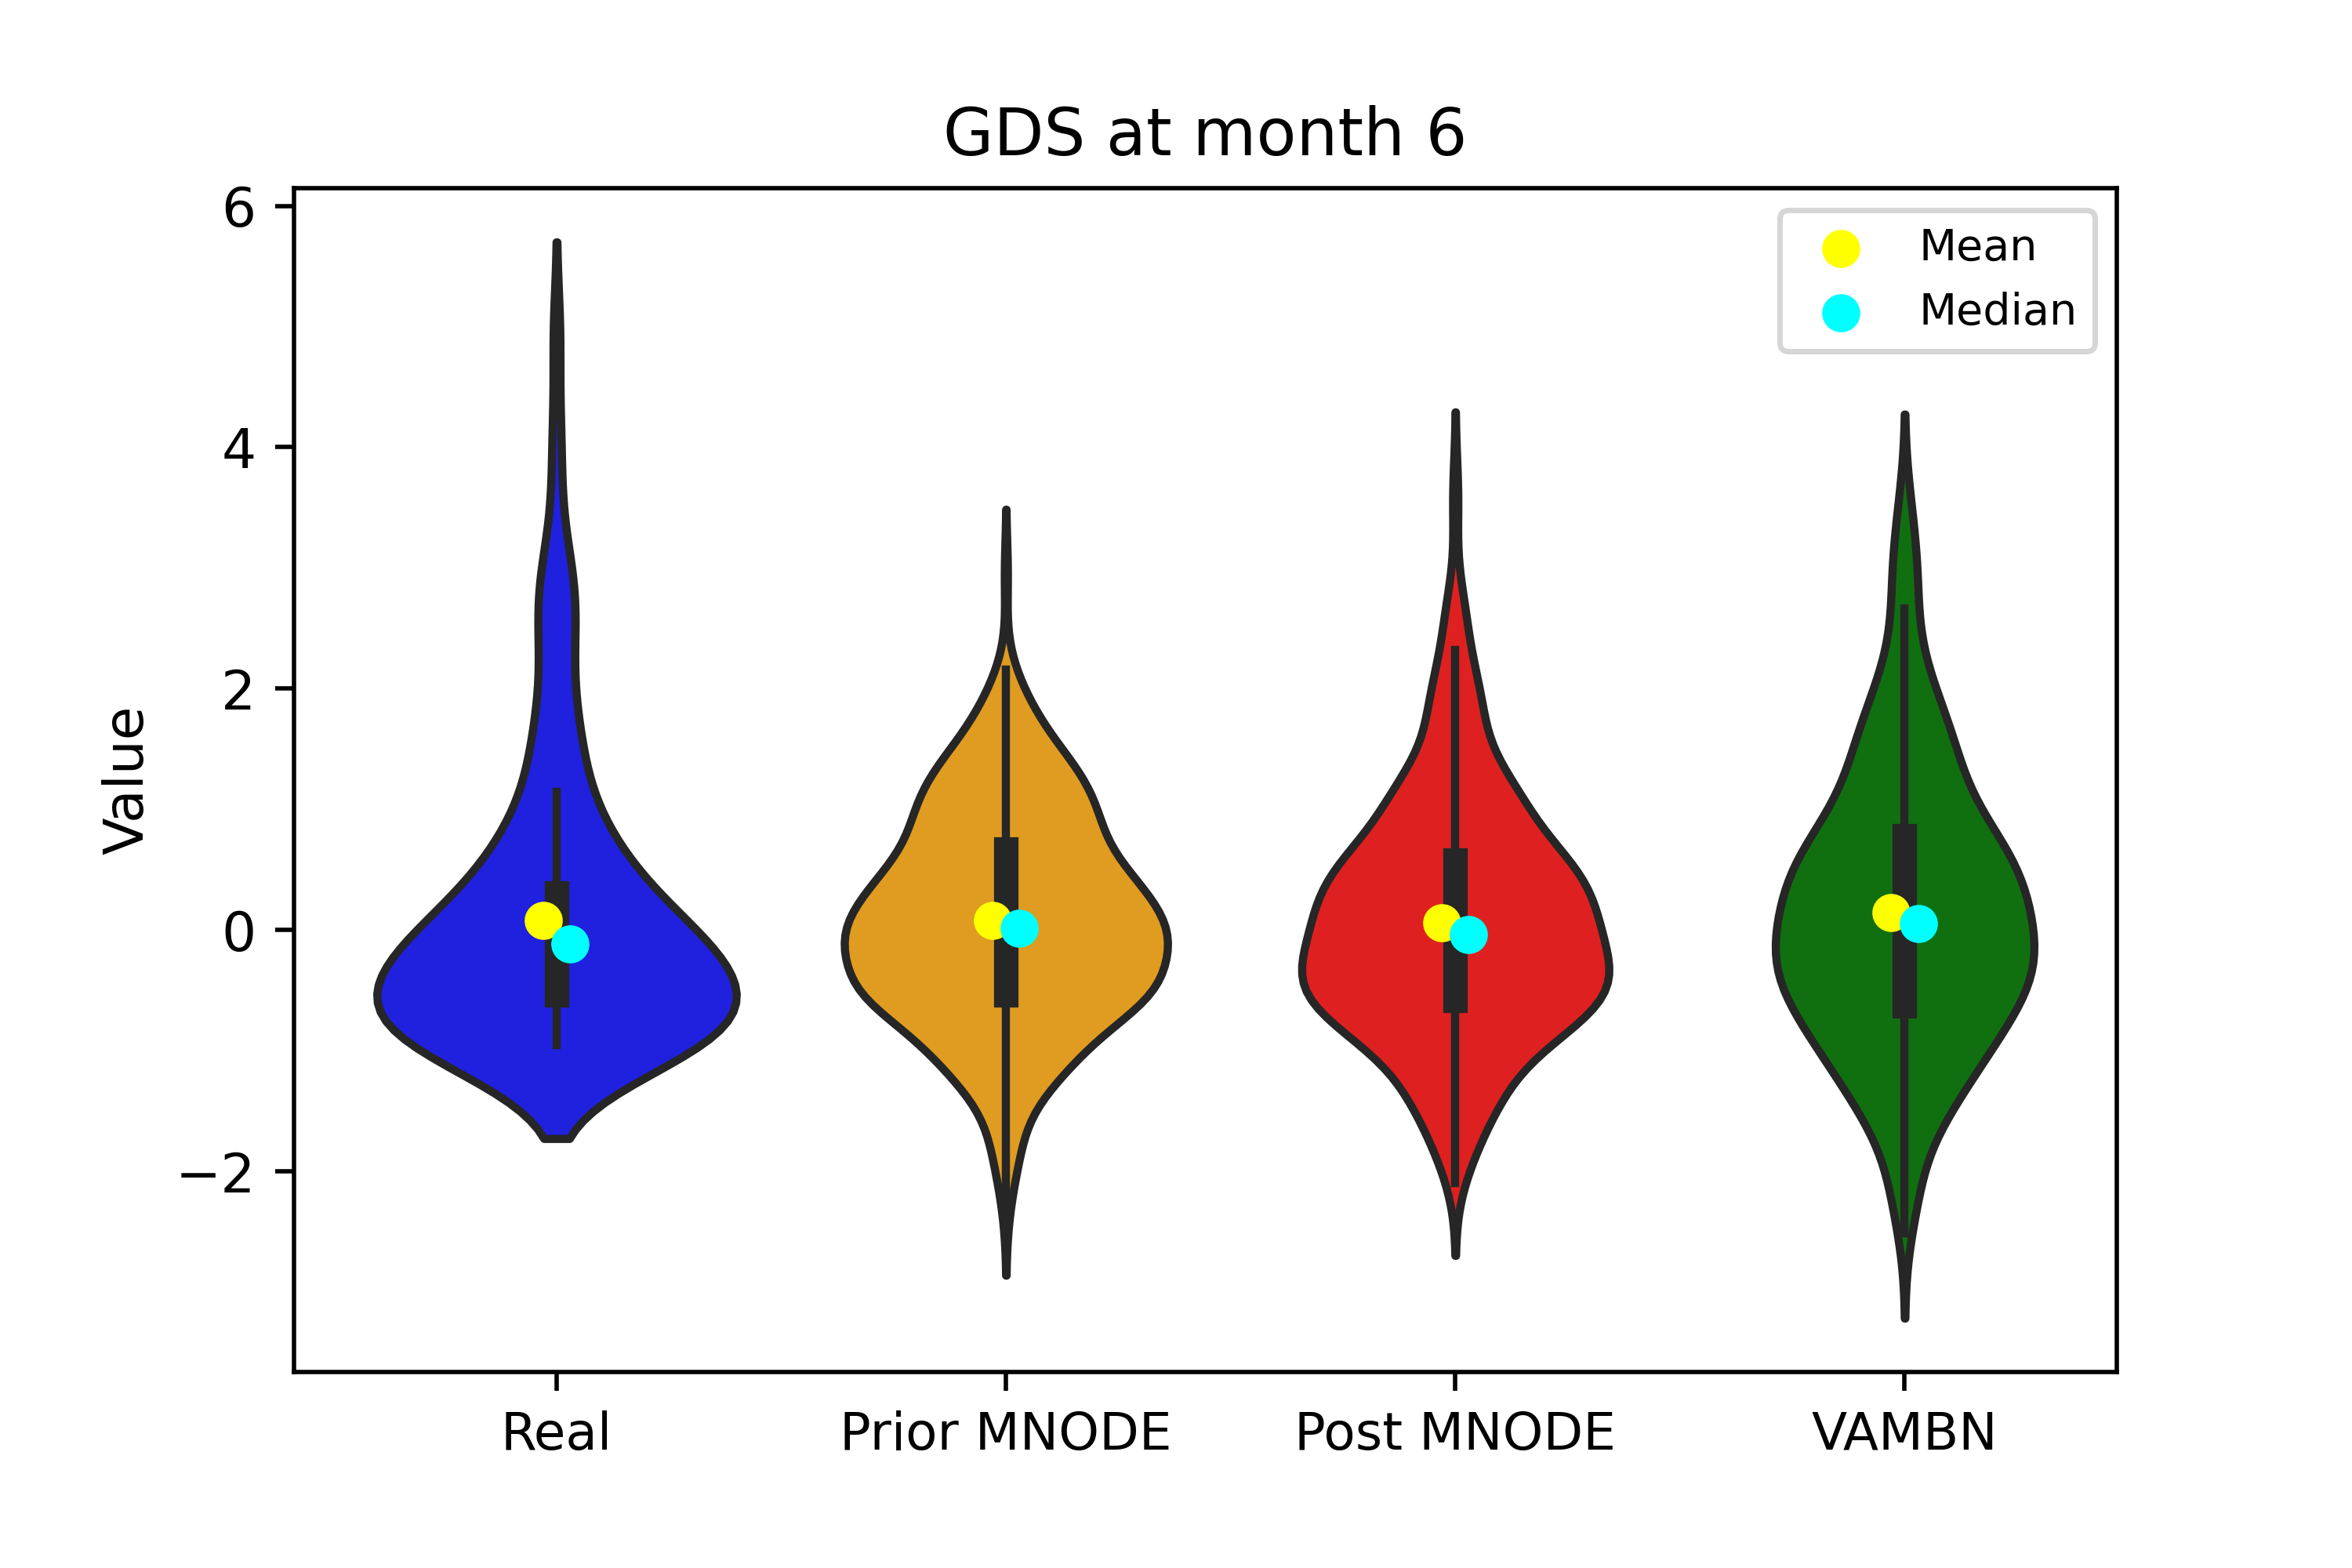 GDS at month 6
6
4
2
0
−2
Value
Mean
Median
Real
Prior MNODE
Post MNODE
VAMBN